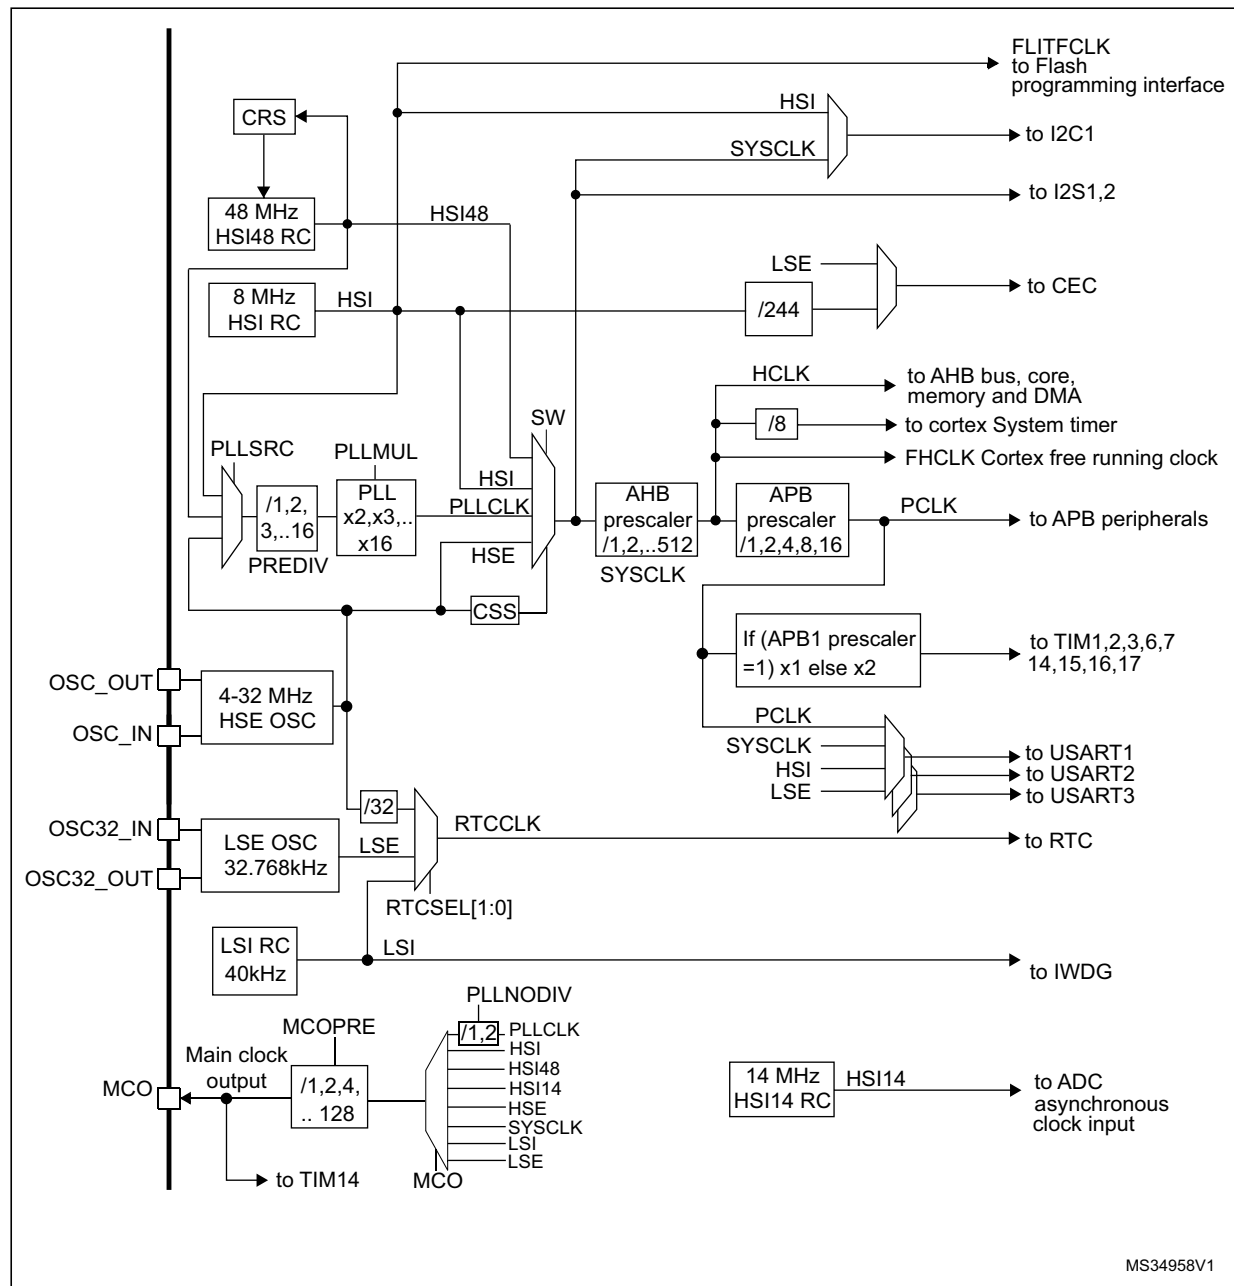 FLITFCLK
to Flash
programming interface
HSI
CRS
to I2C1
SYSCLK
to I2S1,2
48 MHz
HSI48 RC
HSI48
LSE
to CEC
8 MHz
HSI RC
HSI
/244
HCLK
to AHB bus, core,
memory and DMA
SW
/8
to cortex System timer
PLLSRC
PLLMUL
FHCLK Cortex free running clock
/1,2,
3,..16
PREDIV
PLL
x2,x3,..
x16
HSI
PLLCLK
HSE
AHB
prescaler
/1,2,..512
SYSCLK
APB
prescaler
/1,2,4,8,16
PCLK
to APB peripherals
CSS
If (APB1 prescaler
=1) x1 else x2
to TIM1,2,3,6,7
14,15,16,17
OSC_OUT
OSC_IN
4-32 MHz
HSE OSC
PCLK
SYSCLK
HSI
LSE
to USART1
to USART2
to USART3
/32
OSC32_IN
OSC32_OUT
LSE OSC
32.768kHz
LSE
RTCCLK
to RTC
RTCSEL[1:0]
LSI RC
40kHz
LSI
to IWDG
PLLNODIV
MCOPRE
/1,2
PLLCLK
HSI
HSI48
HSI14
HSE
SYSCLK
LSI
LSE
MCO
Main clock
output
/1,2,4,
.. 128
MCO
to TIM14
14 MHz
HSI14 RC
HSI14
to ADC
asynchronous
clock input
MS34958V1